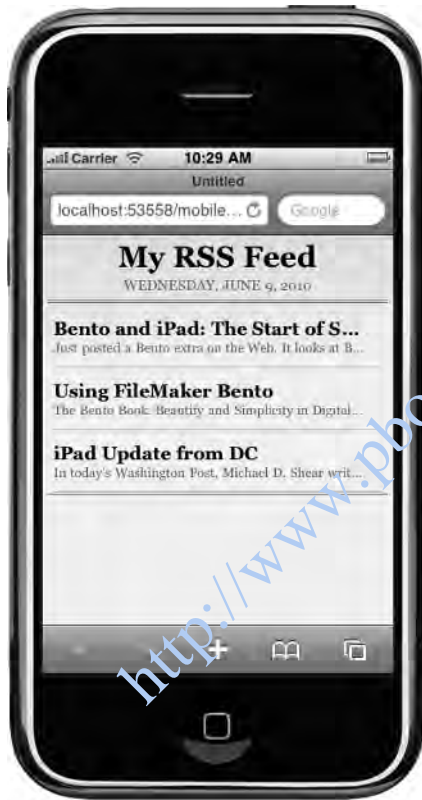 Carrier 10:29 AM
Untitled
localhost:53558/mobile... Google
My RSS Feed
WEDNESDAY, JUNE 9, 2010
Bento and iPad: The Start of S...
Just posted a Bento extra on the Web. It looks at B...
Using FileMaker Bento
The Bento Book: Beautify and Simplicity in Digital...
iPad Update from DC
In today's Washington Post, Michael D. Shear writ...
http://www.pbo